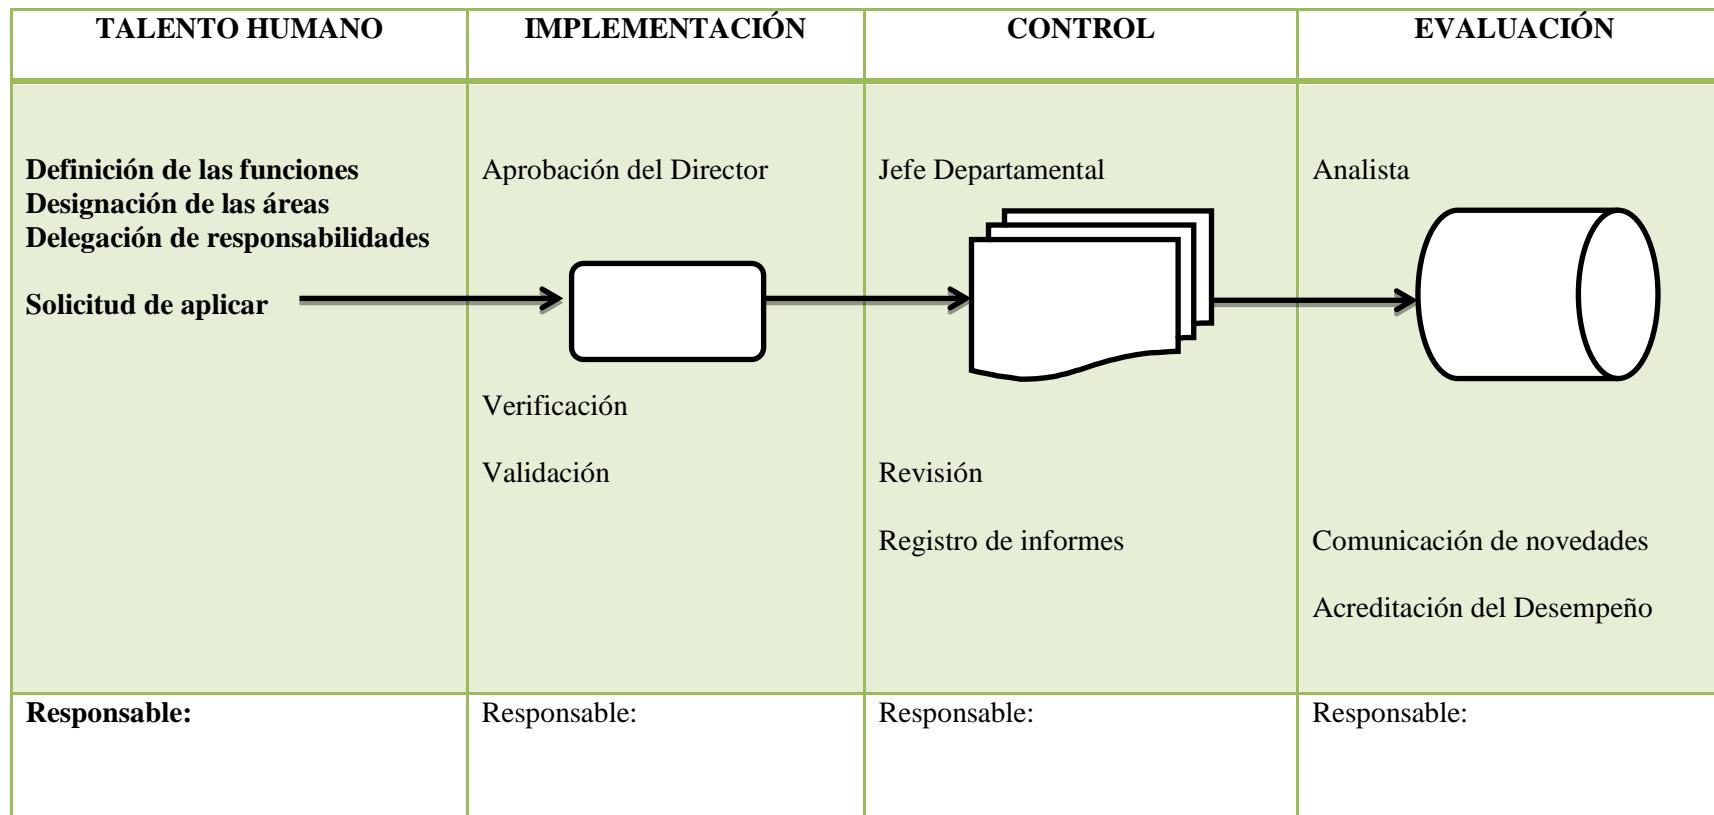 TALENTO HUMANO
IMPLEMENTACIÓN
CONTROL
EVALUACIÓN
Definición de las funciones
Designación de las áreas
Delegación de responsabilidades
Solicitud de aplicar
Aprobación del Director
Verificación
Validación
Jefe Departamental
Revisión
Registro de informes
Analista
Comunicación de novedades
Acreditación del Desempeño
Responsable:
Responsable:
Responsable:
Responsable: